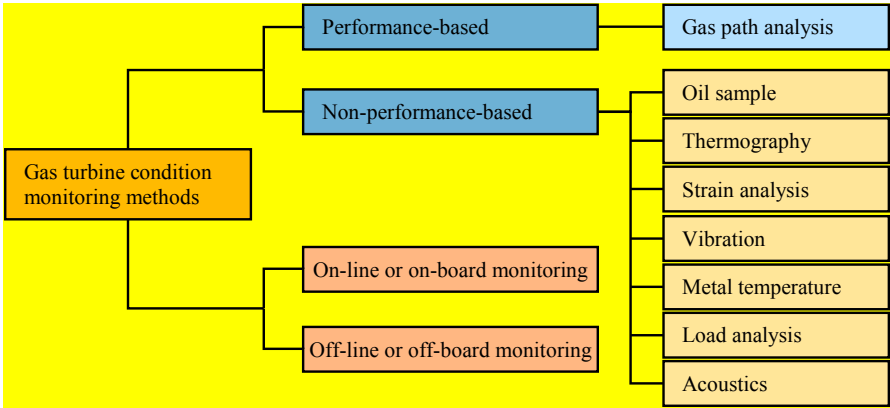 Performance-based
Gas path analysis
Non-performance-based
Oil sample
Thermography
Strain analysis
Vibration
Metal temperature
Load analysis
Acoustics
Gas turbine condition
monitoring methods
On-line or on-board monitoring
Off-line or off-board monitoring